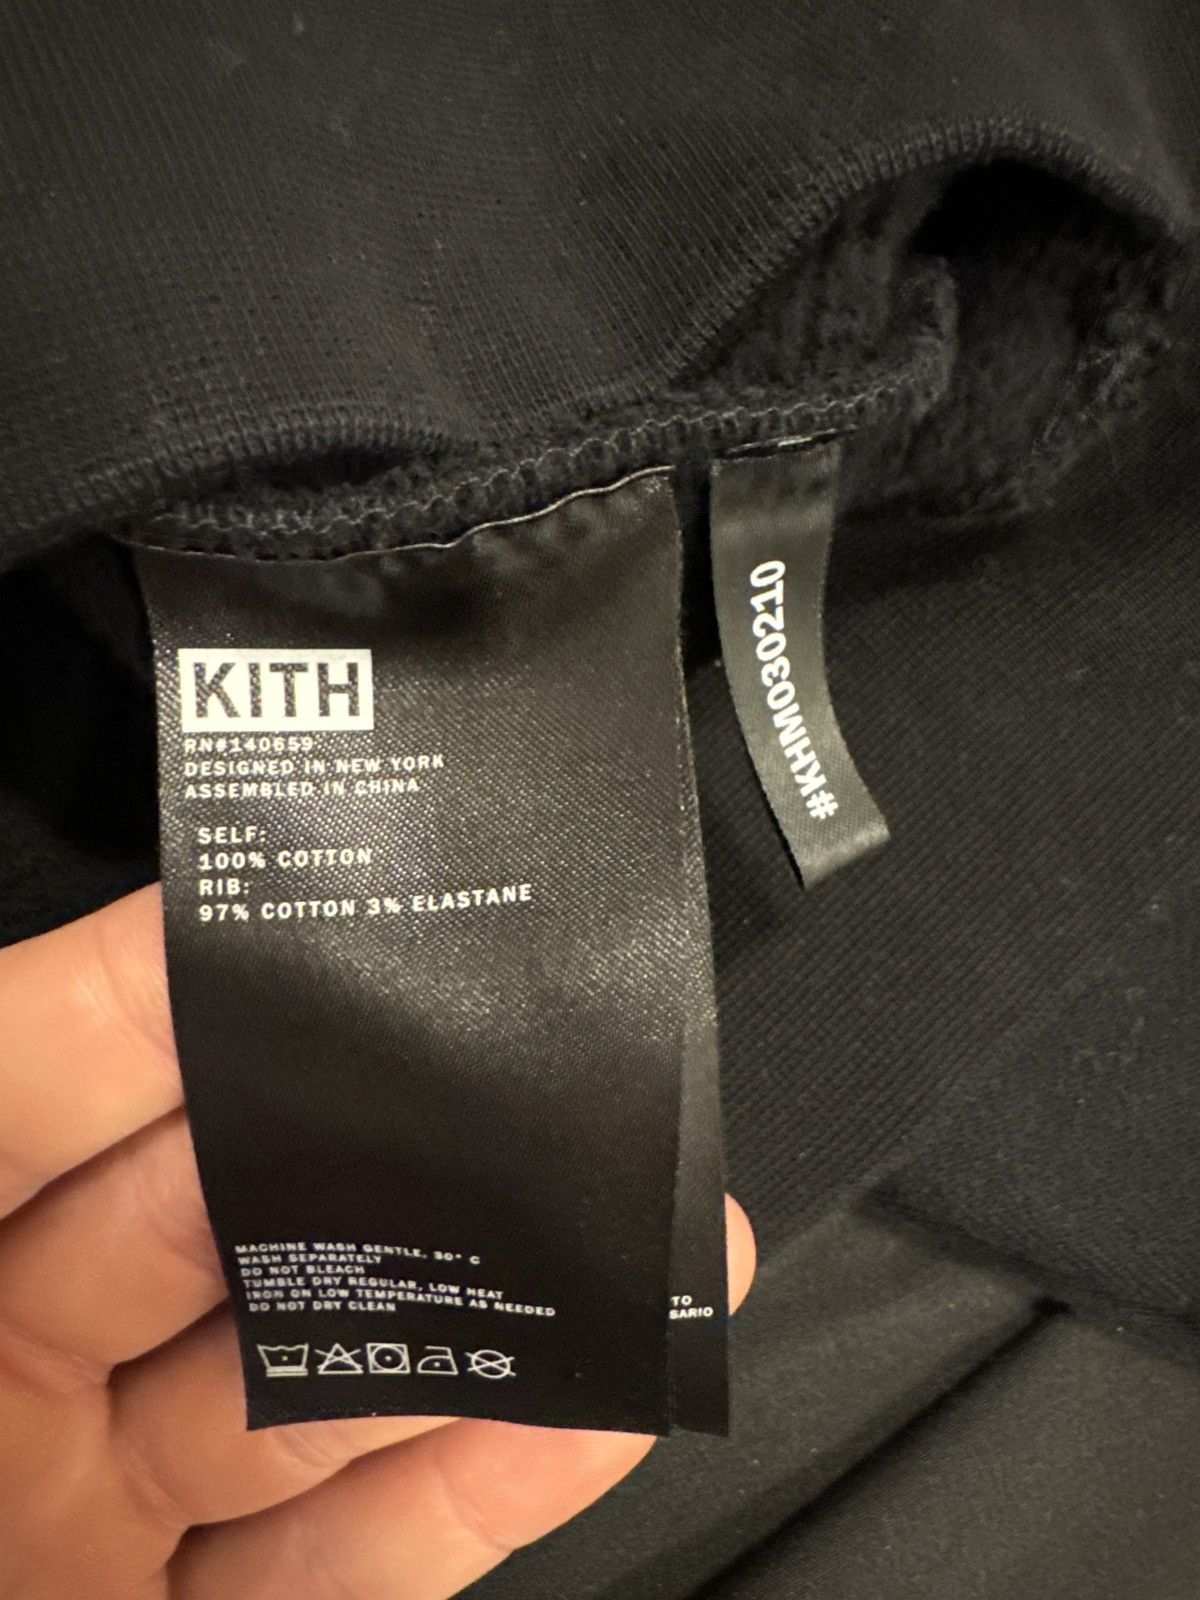 KITH
RN#140659
DESIGNED IN NEW YORK
ASSEMBLED IN CHINA
SELF:
100% COTTON
RIB:
97% COTTON 3% ELASTANE
MACHINE WASH GENTLE, 30° C
WASH SEPARATELY
DO NOT BLEACH
TUMBLE DRY REGULAR, LOW HEAT
IRON ON LOW TEMPERATURE AS NEEDED
DO NOT DRY CLEAN
TO
SARIO
#KHM030210